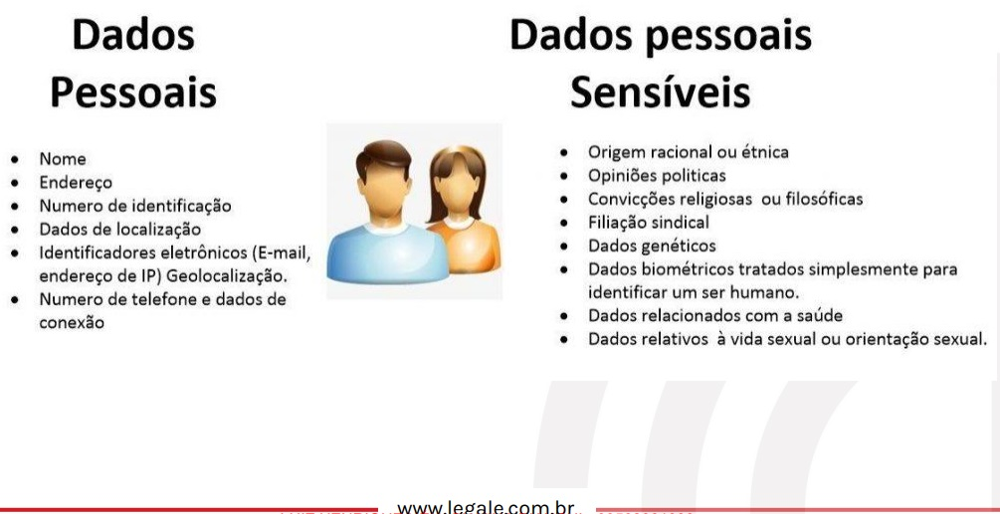 Dados
Pessoais
Nome
Endereço
Numero de identificação
Dados de localização
Identificadores eletrônicos (E-mail,
endereço de IP) Geolocalização.
Numero de telefone e dados de
conexão
Dados pessoais
Sensíveis
Origem racional ou étnica
Opiniões politicas
Convicções religiosas ou filosóficas
Filiação sindical
Dados genéticos
Dados biométricos tratados simplesmente para
identificar um ser humano.
Dados relacionados com a saúde
Dados relativos à vida sexual ou orientação sexual.
www.legale.com.br